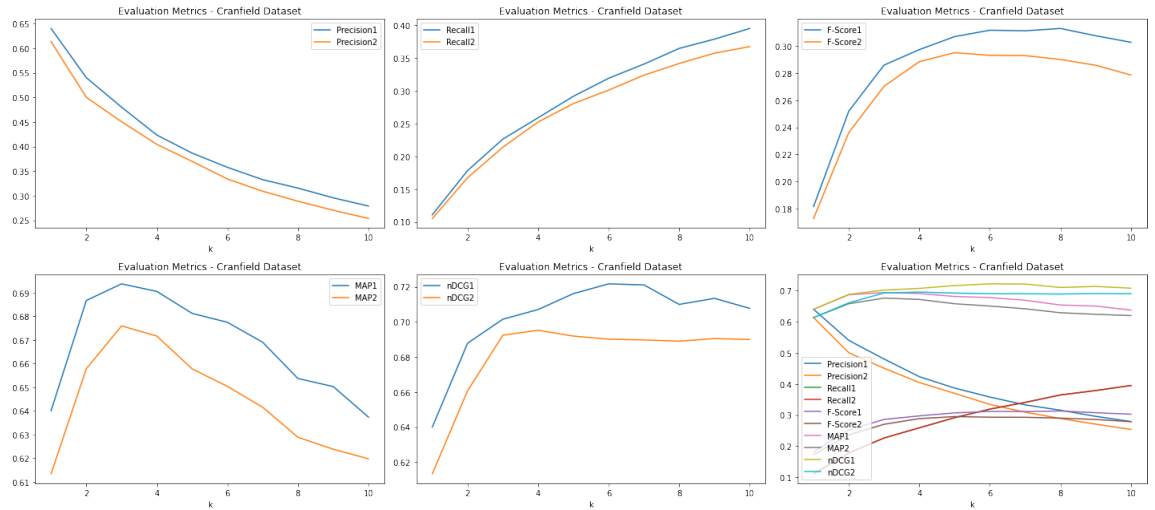 Evaluation Metrics - Cranfield Dataset
Precision1
Precision2
0.65
0.60
0.55
0.50
0.45
0.40
0.35
0.30
0.25
2
4
6
8
10
k
Evaluation Metrics - Cranfield Dataset
Recall1
Recall2
0.40
0.35
0.30
0.25
0.20
0.15
0.10
2
4
6
8
10
k
Evaluation Metrics - Cranfield Dataset
F-Score1
F-Score2
0.30
0.28
0.26
0.24
0.22
0.20
0.18
2
4
6
8
10
k
Evaluation Metrics - Cranfield Dataset
MAP1
MAP2
0.69
0.68
0.67
0.66
0.65
0.64
0.63
0.62
0.61
2
4
6
8
10
k
Evaluation Metrics - Cranfield Dataset
nDCG1
nDCG2
0.72
0.70
0.68
0.66
0.64
0.62
2
4
6
8
10
k
Evaluation Metrics - Cranfield Dataset
0.7
0.6
0.5
0.4
0.3
0.2
0.1
Precision1
Precision2
Recall1
Recall2
F-Score1
F-Score2
MAP1
MAP2
nDCG1
nDCG2
2
4
6
8
10
k